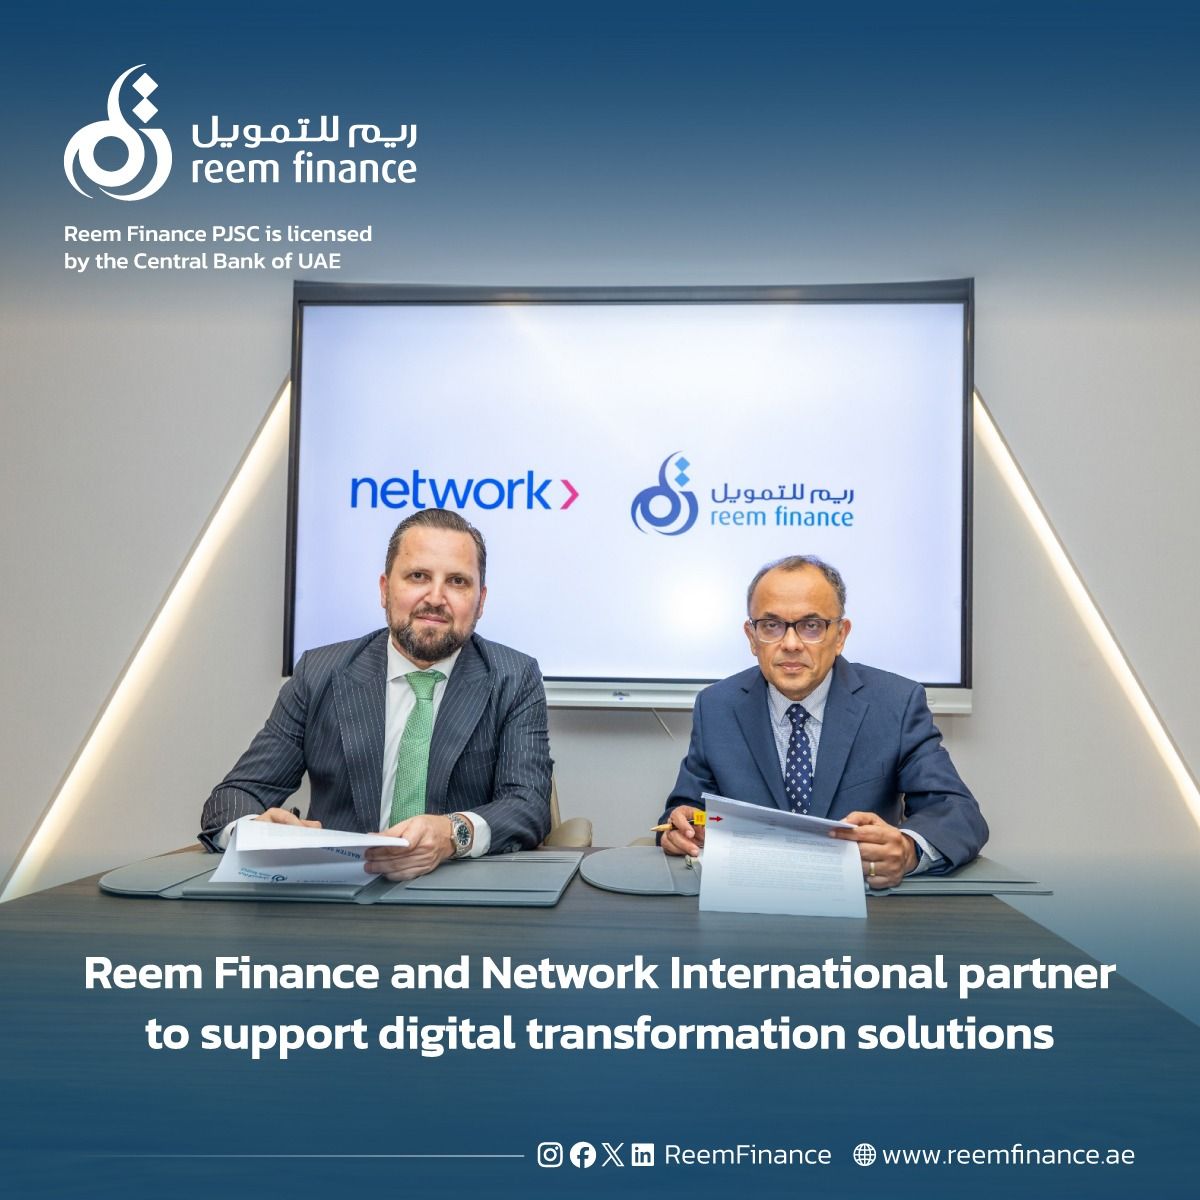 ريم للتمويل
reem finance
Reem Finance PJSC is licensed
by the Central Bank of UAE
network
ريم للتمويل
reem finance
Reem Finance and Network International partner
to support digital transformation solutions
ReemFinance www.reemfinance.ae